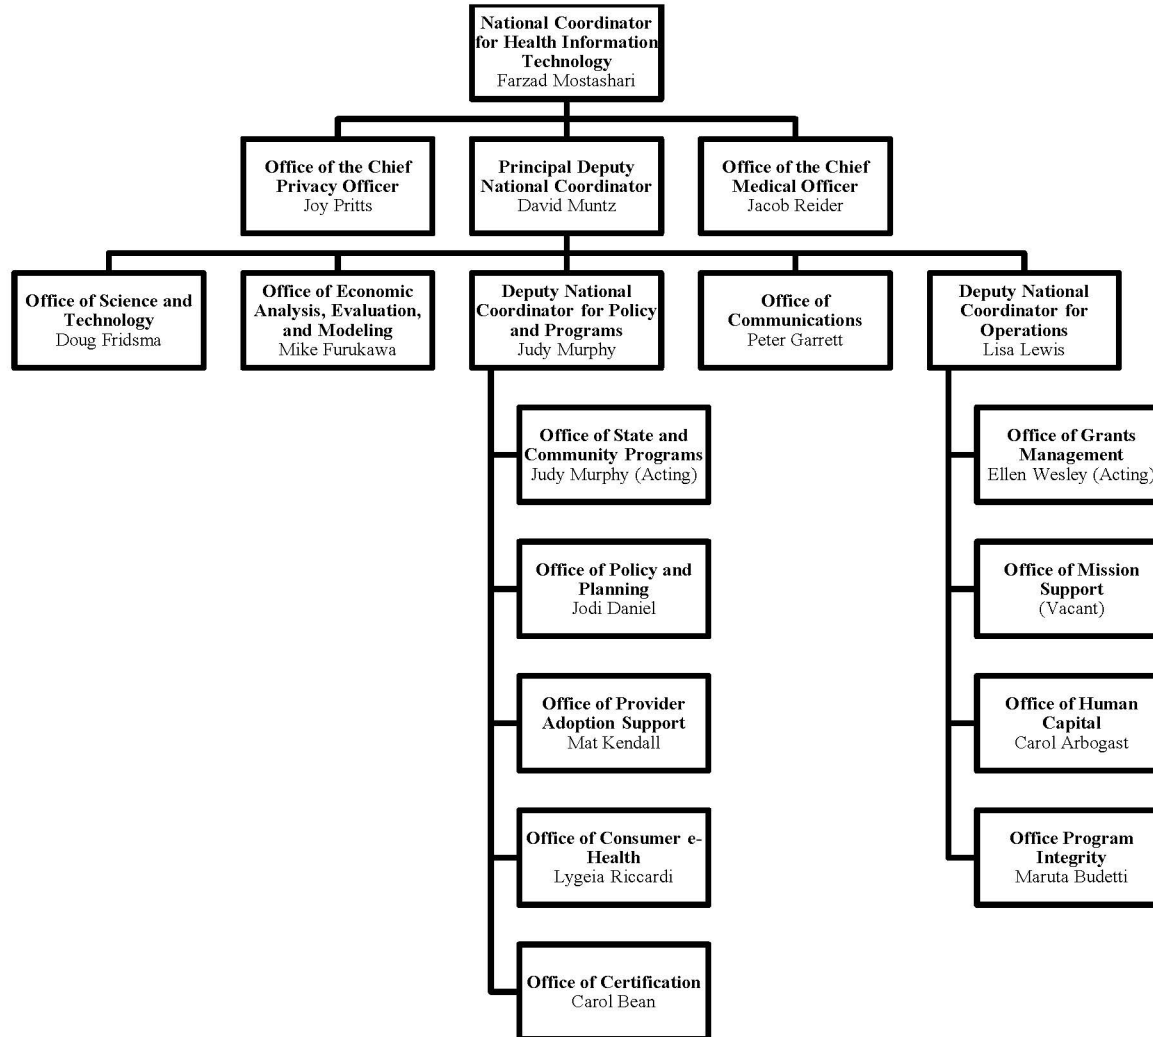 National Coordinator
for Health Information
Technology
Farzad Mostashari
Office of the Chief
Privacy Officer
Joy Pritts
Principal Deputy
National Coordinator
David Muntz
Office of the Chief
Medical Officer
Jacob Reider
Office of Science and
Technology
Doug Fridsma
Office of Economic
Analysis, Evaluation,
and Modeling
Mike Furukawa
Deputy National
Coordinator for Policy
and Programs
Judy Murphy
Office of
Communications
Peter Garrett
Deputy National
Coordinator for
Operations
Lisa Lewis
Office of State and
Community Programs
Judy Murphy (Acting)
Office of Policy and
Planning
Jodi Daniel
Office of Provider
Adoption Support
Mat Kendall
Office of Consumer e-
Health
Lygeia Riccardi
Office of Certification
Carol Bean
Office of Grants
Management
Ellen Wesley (Acting)
Office of Mission
Support
(Vacant)
Office of Human
Capital
Carol Arbogast
Office Program
Integrity
Maruta Budetti